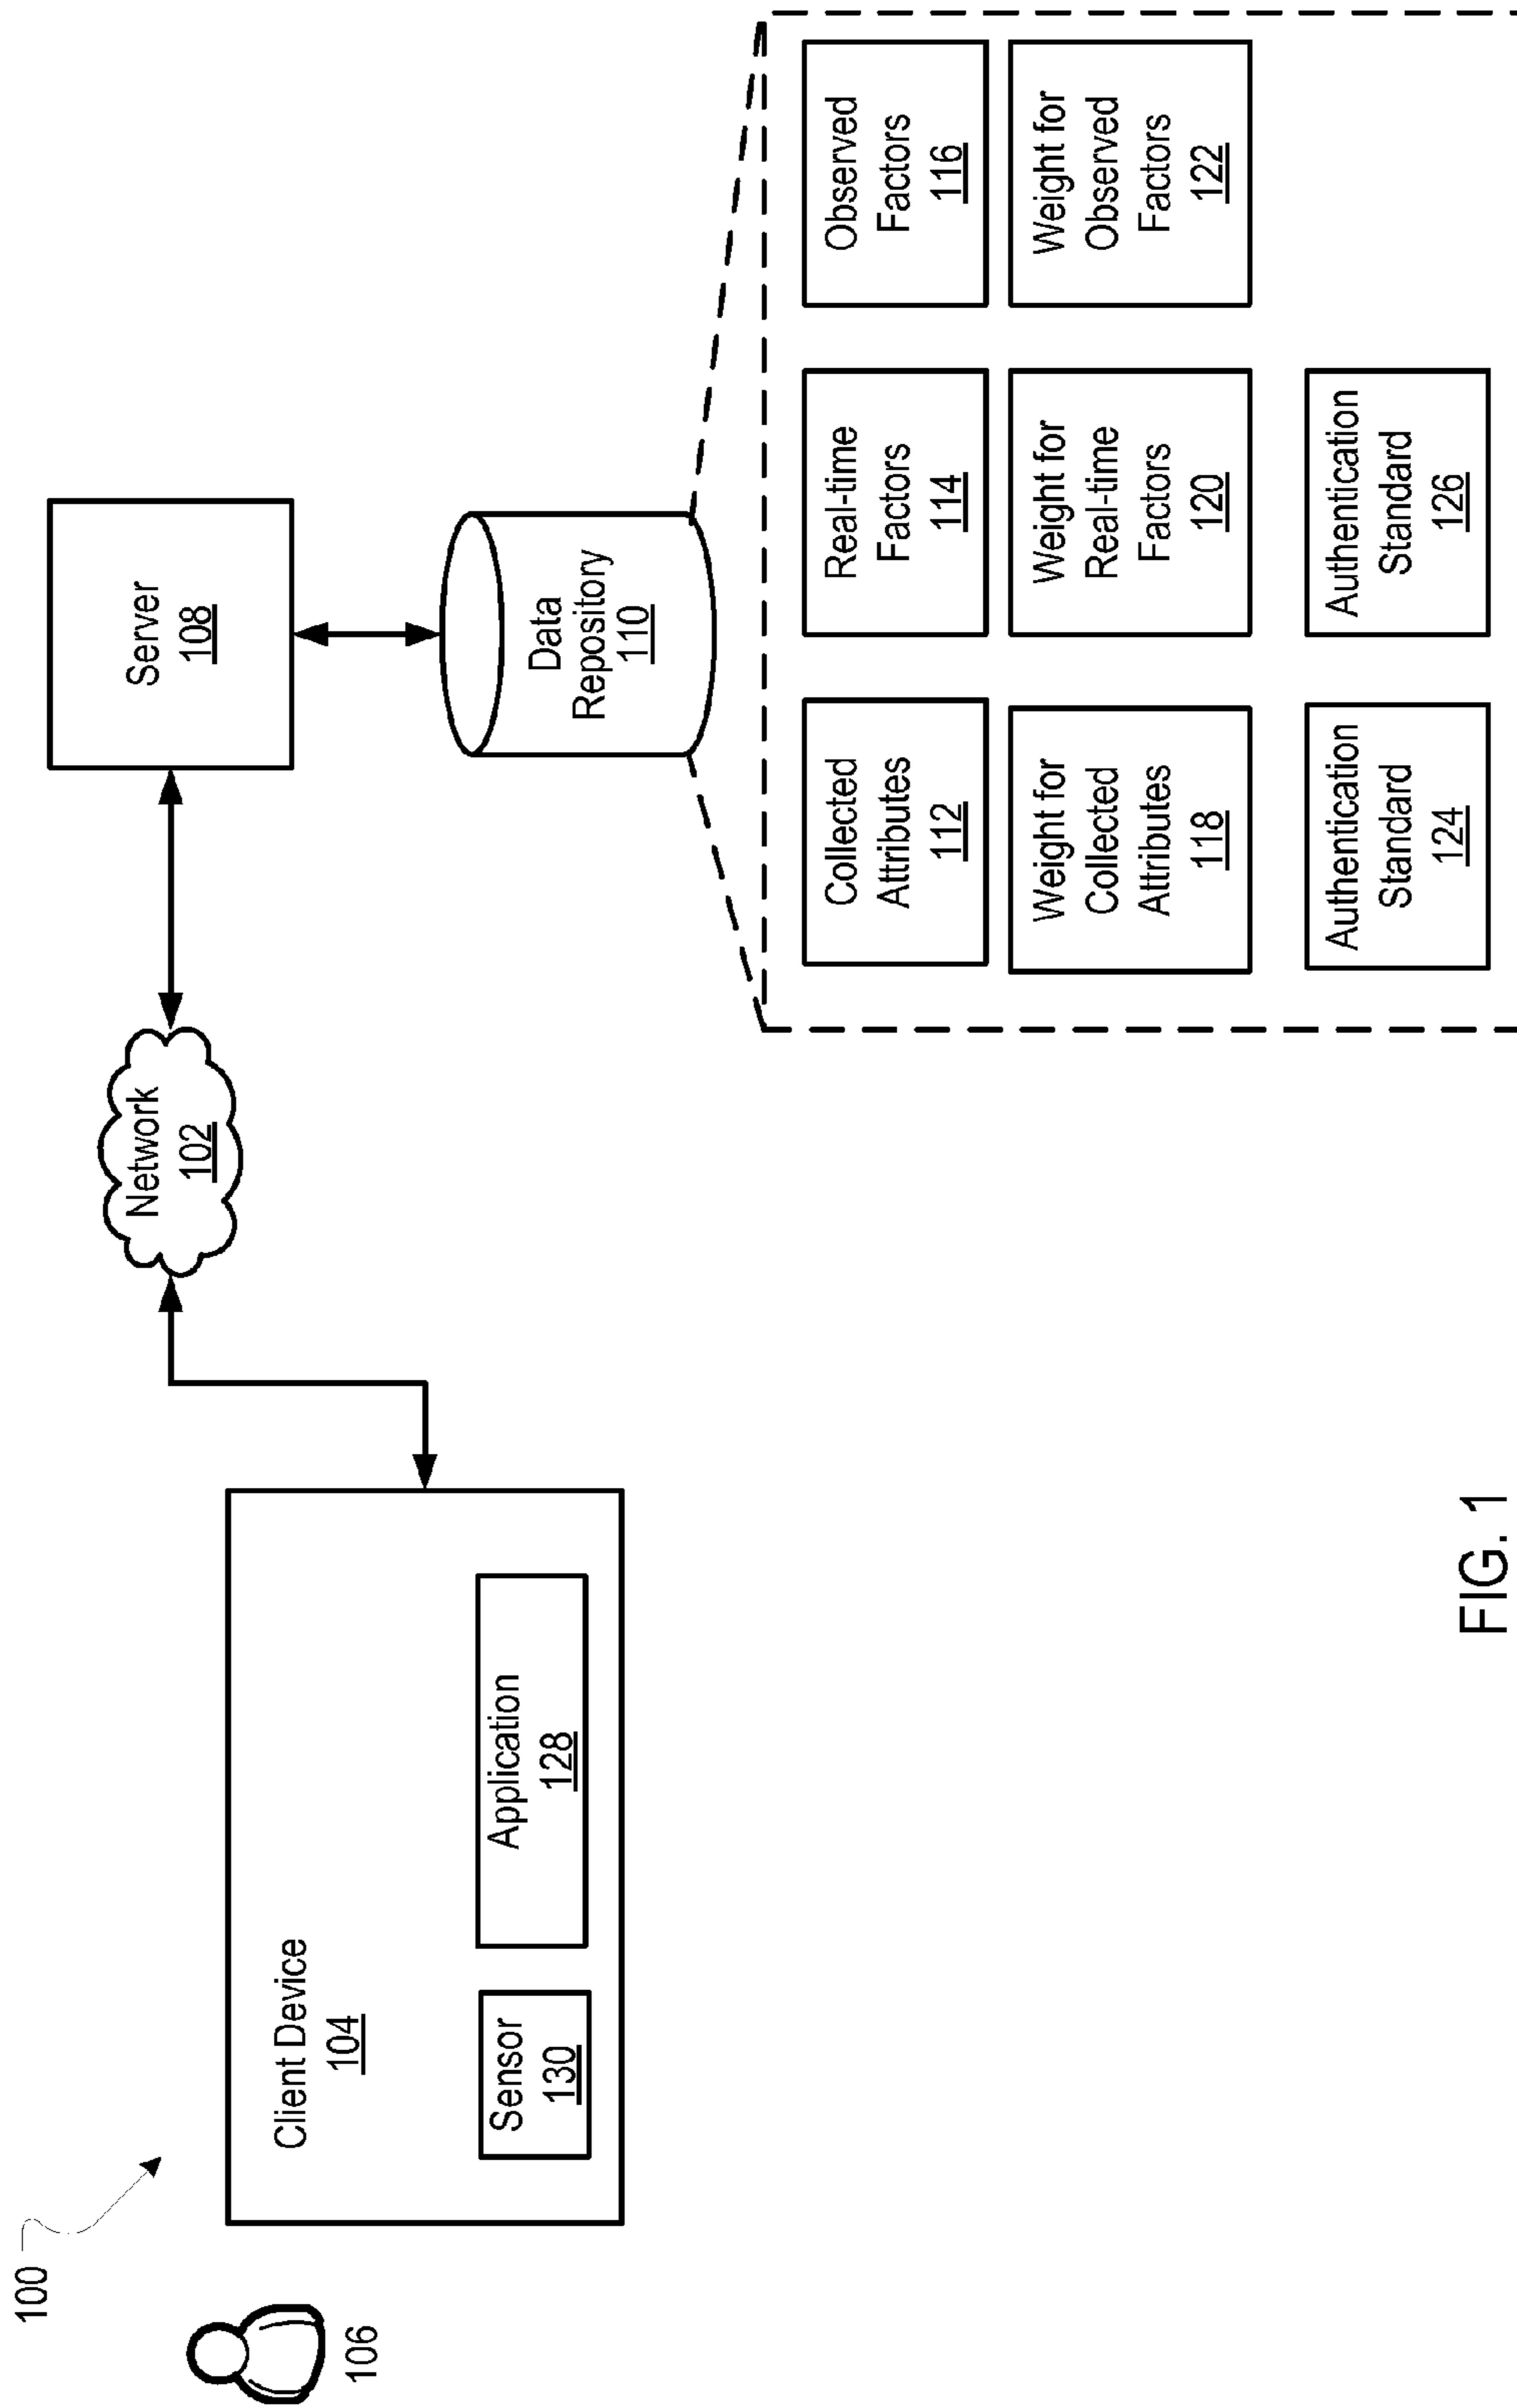 100
106
Client Device
104
Sensor
130
Application
128
Network
102
Server
108
Data
Repository
110
Collected
Attributes
112
Real-time
Factors
114
Observed
Factors
116
Weight for
Collected
Attributes
118
Weight for
Real-time
Factors
120
Weight for
Observed
Factors
122
Authentication
Standard
124
Authentication
Standard
126
FIG. 1